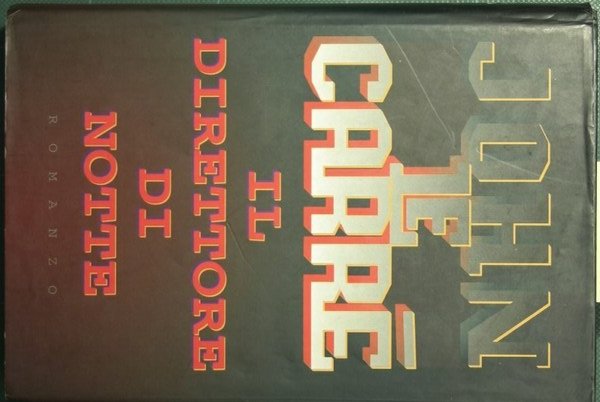 JOHN
LE
CARRÉ
IL
DIRETTORE
DI
NOTTE
ROMANZO